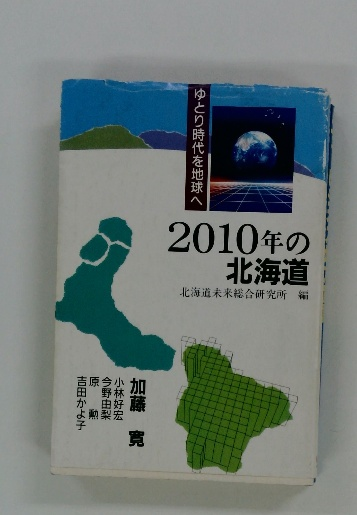 ゆとり時代を地球へ
2010年の
北海道
北海道未来総合研究所 編
加藤 寛
小林好宏
今野由梨
原 勲
吉田かよ子